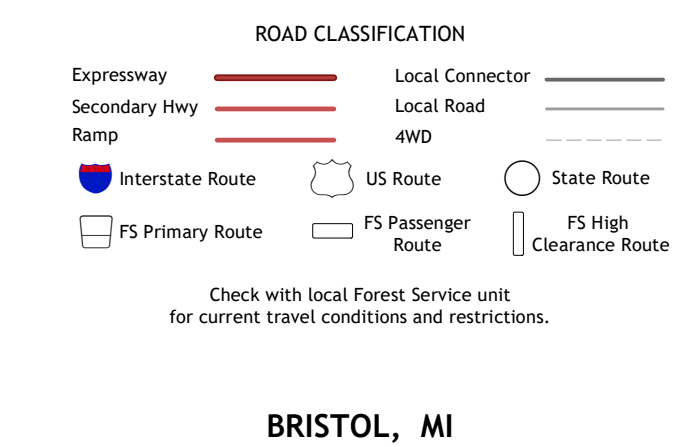 ROAD CLASSIFICATION
Expressway
Local Connector
Secondary Hwy
Local Road
Ramp
4WD
Interstate Route
US Route
State Route
FS Primary Route
FS Passenger
Route
FS High
Clearance Route
Check with local Forest Service unit
for current travel conditions and restrictions.
BRISTOL, MI